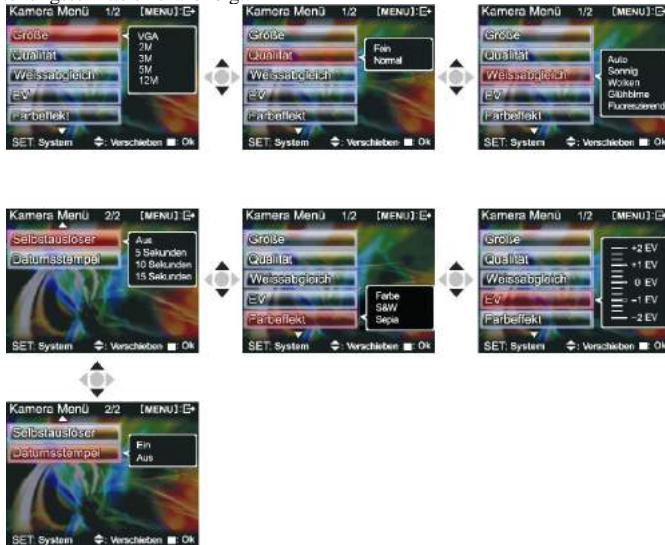 Kamera Menü 1/2 [MENU]:
Größe
Qualität
Weissabgleich
EV
Farbeffekt
VGA
2M
3M
5M
12M
SET: System : Verschieben : Ok
Kamera Menü 1/2 [MENU]:
Größe
Qualität
Weissabgleich
EV
Farbeffekt
Fein
Normal
SET: System : Verschieben : Ok
Kamera Menü 1/2 [MENU]:
Größe
Qualität
Weissabgleich
EV
Farbeffekt
Auto
Sonnig
Wolken
Glühbirne
Fluoreszierend
SET: System : Verschieben : Ok
Kamera Menü 2/2 [MENU]:
Selbstauslöser
Datumsstempel
Aus
5 Sekunden
10 Sekunden
15 Sekunden
SET: System : Verschieben : Ok
Kamera Menü 1/2 [MENU]:
Größe
Qualität
Weissabgleich
EV
Farbeffekt
Farbe
S&W
Sepia
SET: System : Verschieben : Ok
Kamera Menü 1/2 [MENU]:
Größe
Qualität
Weissabgleich
EV
Farbeffekt
+2 EV
+1 EV
0 EV
-1 EV
-2 EV
SET: System : Verschieben : Ok
Kamera Menü 2/2 [MENU]:
Selbstauslöser
Datumsstempel
Ein
Aus
SET: System : Verschieben : Ok